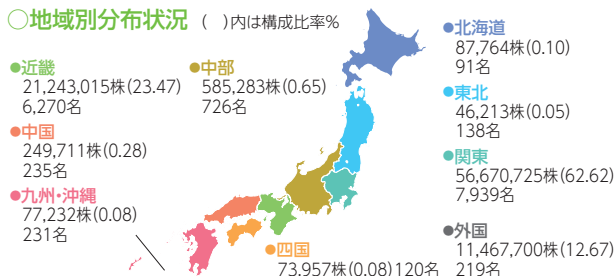 ○地域別分布状況 ( )内は構成比率%
●近畿
21,243,015株(23.47)
6,270名
●中国
249,711株(0.28)
235名
●九州・沖縄
77,232株(0.08)
231名
●中部
585,283株(0.65)
726名
●四国
73,957株(0.08)120名
●北海道
87,764株(0.10)
91名
●東北
46,213株(0.05)
138名
●関東
56,670,725株(62.62)
7,939名
●外国
11,467,700株(12.67)
219名